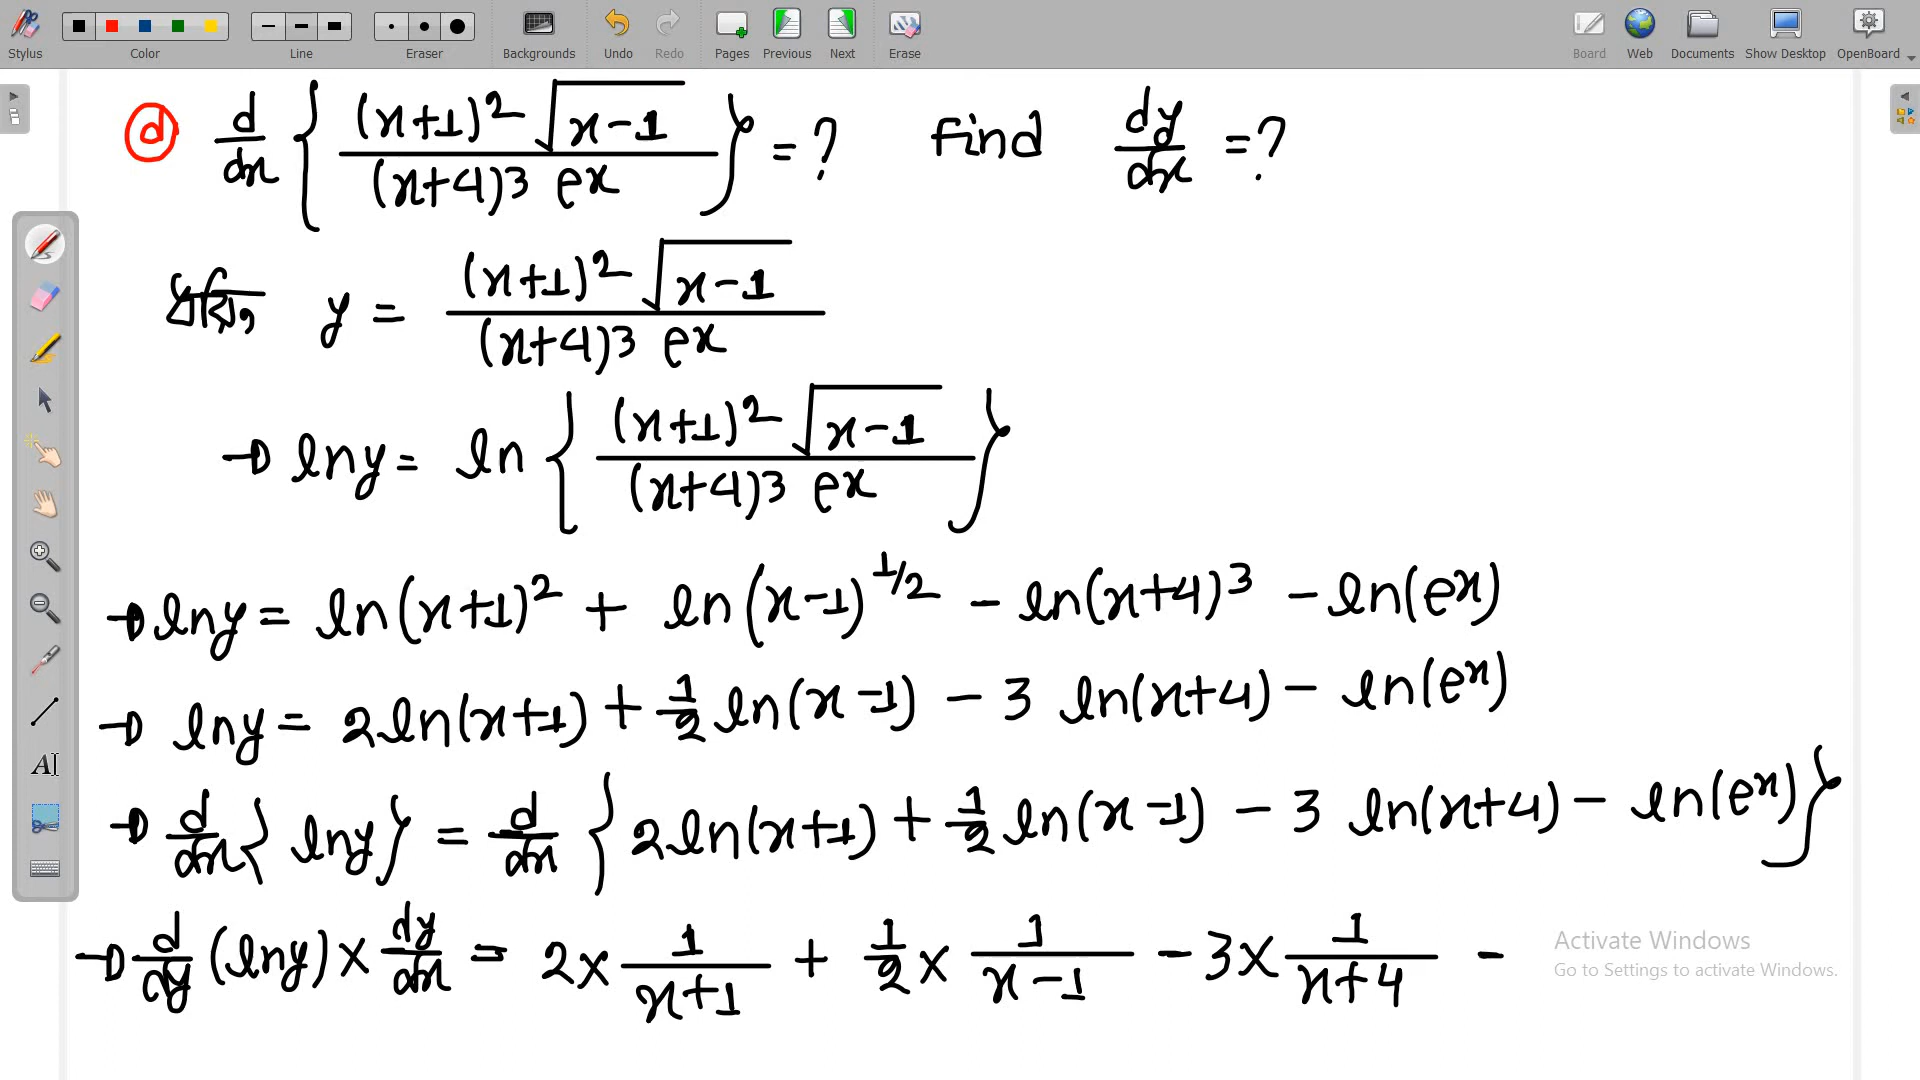 Stylus Color Line Eraser Backgrounds Undo Redo Pages Previous Next Erase Board Web Documents Show Desktop OpenBoard
(d) d/dx {(x+1)² √(x-1) / (x+4)³ eˣ} = ? Find dy/dx = ?
ধরি, y = (x+1)² √(x-1) / (x+4)³ eˣ
→ lny = ln {(x+1)² √(x-1) / (x+4)³ eˣ}
→ lny = ln(x+1)² + ln(x-1)^1/2 - ln(x+4)³ - ln(eˣ)
→ lny = 2ln(x+1) + 1/2 ln(x-1) - 3 ln(x+4) - ln(eˣ)
→ d/dx {lny} = d/dx {2ln(x+1) + 1/2 ln(x-1) - 3 ln(x+4) - ln(eˣ)}
→ d/dy (lny) × dy/dx = 2 × 1/x+1 + 1/2 × 1/x-1 - 3 × 1/x+4 -
Activate Windows
Go to Settings to activate Windows.